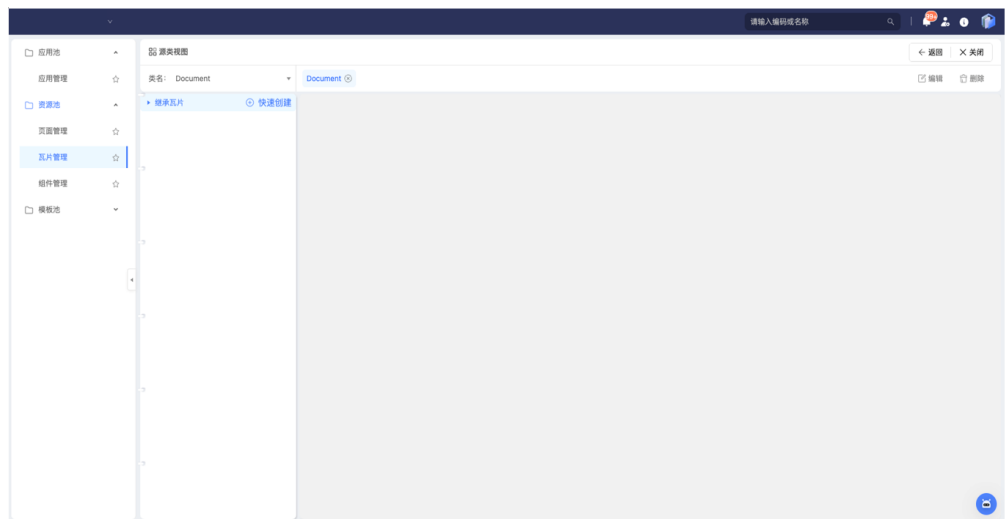 请输入编码或名称
99+
应用池
应用管理
资源池
页面管理
瓦片管理
组件管理
模板池
源类视图
返回
关闭
类名： Document
Document
编辑
删除
继承瓦片
快速创建